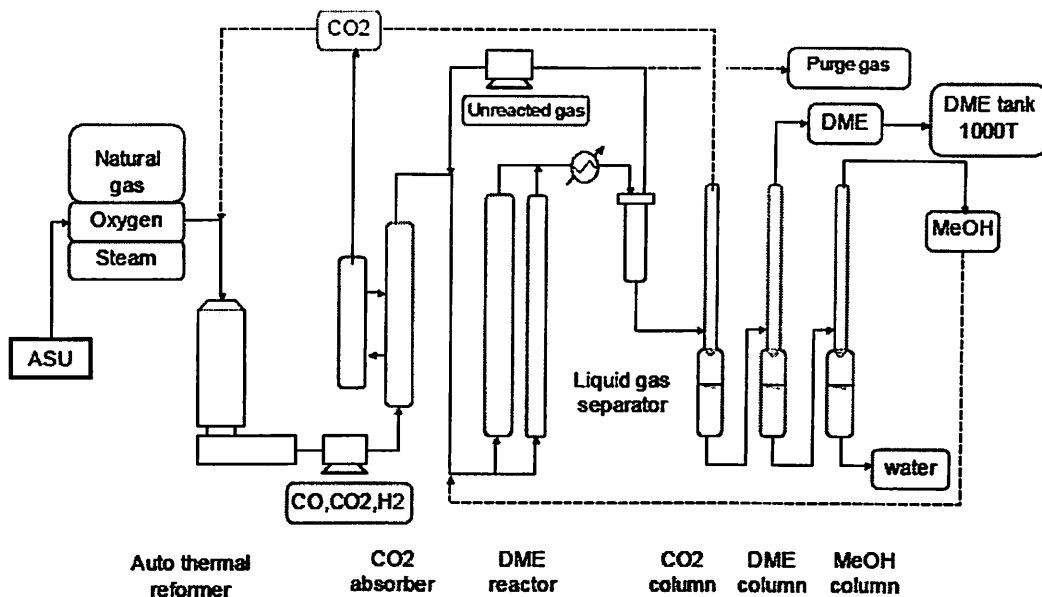 CO2
Purge gas
Unreacted gas
DME
DME tank
1000T
Natural
gas
Oxygen
Steam
MeOH
ASU
Liquid gas
separator
water
CO,CO2,H2
Auto thermal
reformer
CO2
absorber
DME
reactor
CO2
column
DME
column
MeOH
column